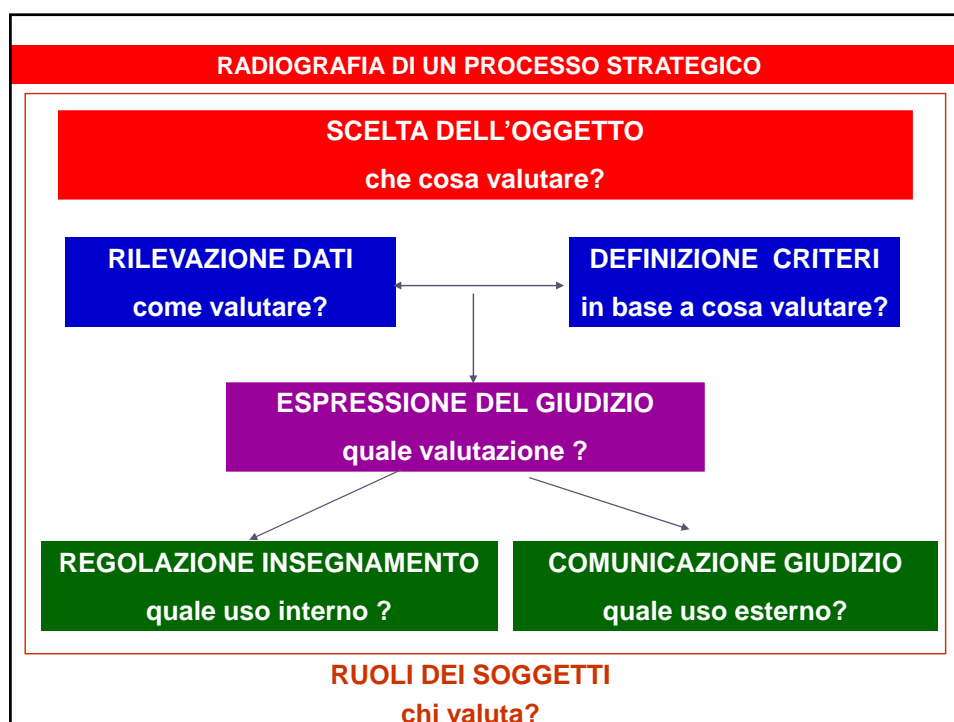 RADIOGRAFIA DI UN PROCESSO STRATEGICO
SCELTA DELL'OGGETTO
che cosa valutare?
RILEVAZIONE DATI
come valutare?
DEFINIZIONE CRITERI
in base a cosa valutare?
ESPRESSIONE DEL GIUDIZIO
quale valutazione ?
REGOLAZIONE INSEGNAMENTO
quale uso interno ?
COMUNICAZIONE GIUDIZIO
quale uso esterno?
RUOLI DEI SOGGETTI
chi valuta?